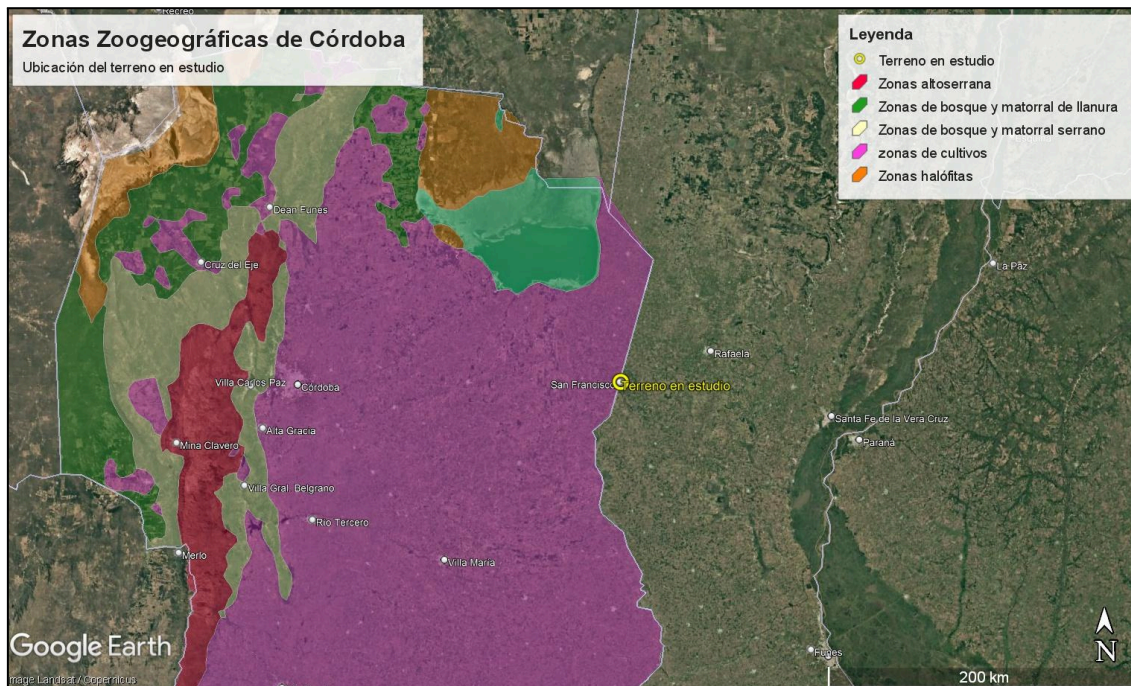 Recreo
Zonas Zoogeográficas de Córdoba
Ubicación del terreno en estudio
Leyenda
Terreno en estudio
Zonas altoserrana
Zonas de bosque y matorral de llanura
Zonas de bosque y matorral serrano
zonas de cultivos
Zonas halófitas
Dean Funes
Cruz del Eje
La Paz
Rafaela
Villa Carlos Paz
Córdoba
San Francisco
Terreno en estudio
Santa Fe de la Vera Cruz
Alta Gracia
Paraná
Mina Clavero
Villa Gral. Belgrano
Rio Tercero
Merlo
Villa Maria
Google Earth
Funes
N
200 km
mage Landsat / Copernicus